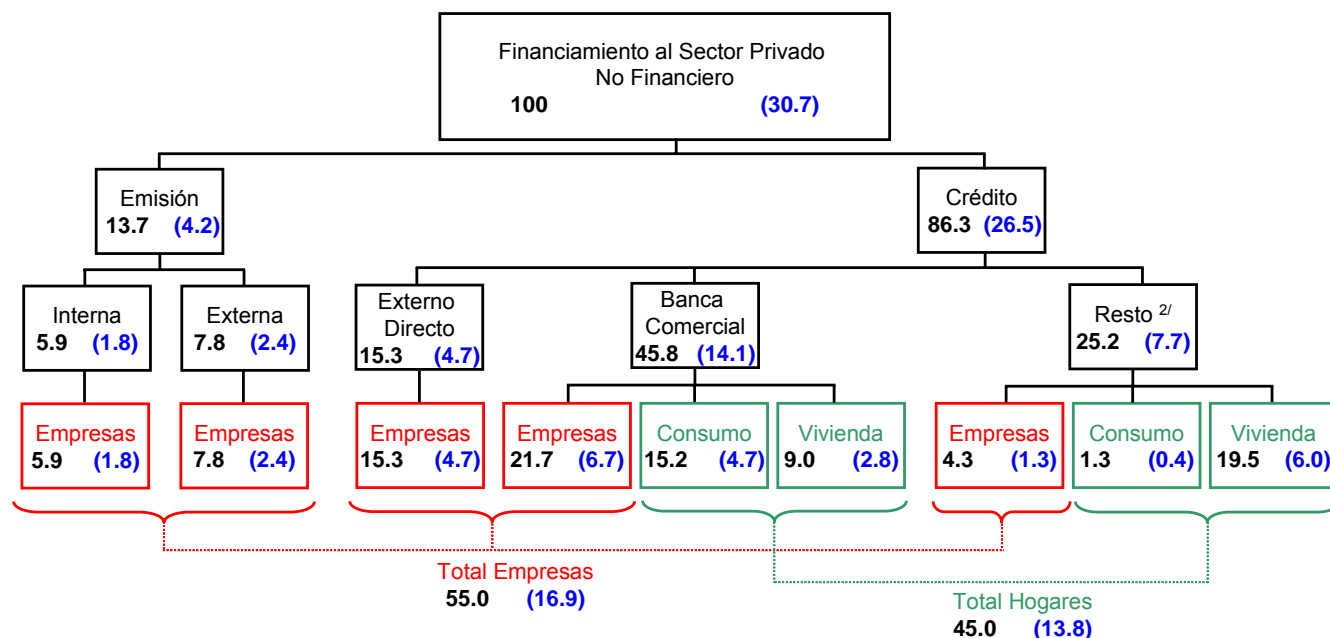 Financiamiento al Sector Privado
No Financiero
100 (30.7)
Emisión
13.7 (4.2)
Crédito
86.3 (26.5)
Interna
5.9 (1.8)
Externa
7.8 (2.4)
Externo
Directo
15.3 (4.7)
Banca
Comercial
45.8 (14.1)
Resto 2/
25.2 (7.7)
Empresas
5.9 (1.8)
Empresas
7.8 (2.4)
Empresas
15.3 (4.7)
Empresas
21.7 (6.7)
Consumo
15.2 (4.7)
Vivienda
9.0 (2.8)
Empresas
4.3 (1.3)
Consumo
1.3 (0.4)
Vivienda
19.5 (6.0)
Total Empresas
55.0 (16.9)
Total Hogares
45.0 (13.8)